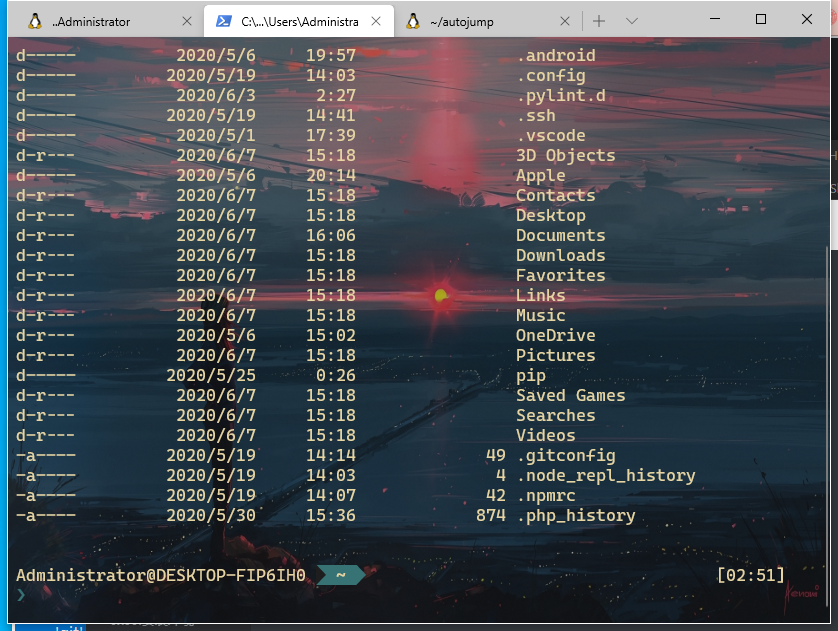 ..Administrator C:\...\Users\Administra ~/autojump
d----- 2020/5/6 19:57 .android
d----- 2020/5/19 14:03 .config
d----- 2020/6/3 2:27 .pylint.d
d----- 2020/5/19 14:41 .ssh
d----- 2020/5/1 17:39 .vscode
d-r--- 2020/6/7 15:18 3D Objects
d----- 2020/5/6 20:14 Apple
d-r--- 2020/6/7 15:18 Contacts
d-r--- 2020/6/7 15:18 Desktop
d-r--- 2020/6/7 16:06 Documents
d-r--- 2020/6/7 15:18 Downloads
d-r--- 2020/6/7 15:18 Favorites
d-r--- 2020/6/7 15:18 Links
d-r--- 2020/6/7 15:18 Music
d-r--- 2020/5/6 15:02 OneDrive
d-r--- 2020/6/7 15:18 Pictures
d----- 2020/5/25 0:26 pip
d-r--- 2020/6/7 15:18 Saved Games
d-r--- 2020/6/7 15:18 Searches
d-r--- 2020/6/7 15:18 Videos
-a---- 2020/5/19 14:14 49 .gitconfig
-a---- 2020/5/19 14:03 4 .node_repl_history
-a---- 2020/5/19 14:07 42 .npmrc
-a---- 2020/5/30 15:36 874 .php_history
Administrator@DESKTOP-FIP6IH0 ~ [02:51]
❯